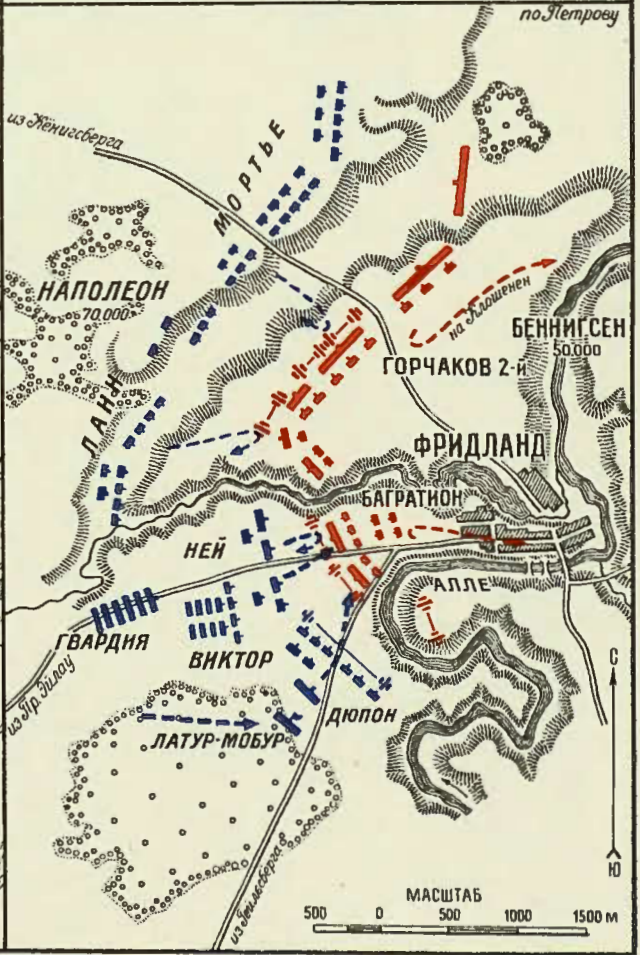 по Петрову
из Кёнигсберга
МОРТЬЕ
НАПОЛЕОН
70.000
на Клошенен
БЕННИГСЕН
50.000
ГОРЧАКОВ 2-й
ЛАНН
ФРИДЛАНД
БАГРАТИОН
НЕЙ
АЛЛЕ
ГВАРДИЯ
ВИКТОР
С
из Пр. Эйлау
ДЮПОН
ЛАТУР-МОБУР
из Гейльсберга
Ю
МАСШТАБ
500 0 500 1000 1500 м